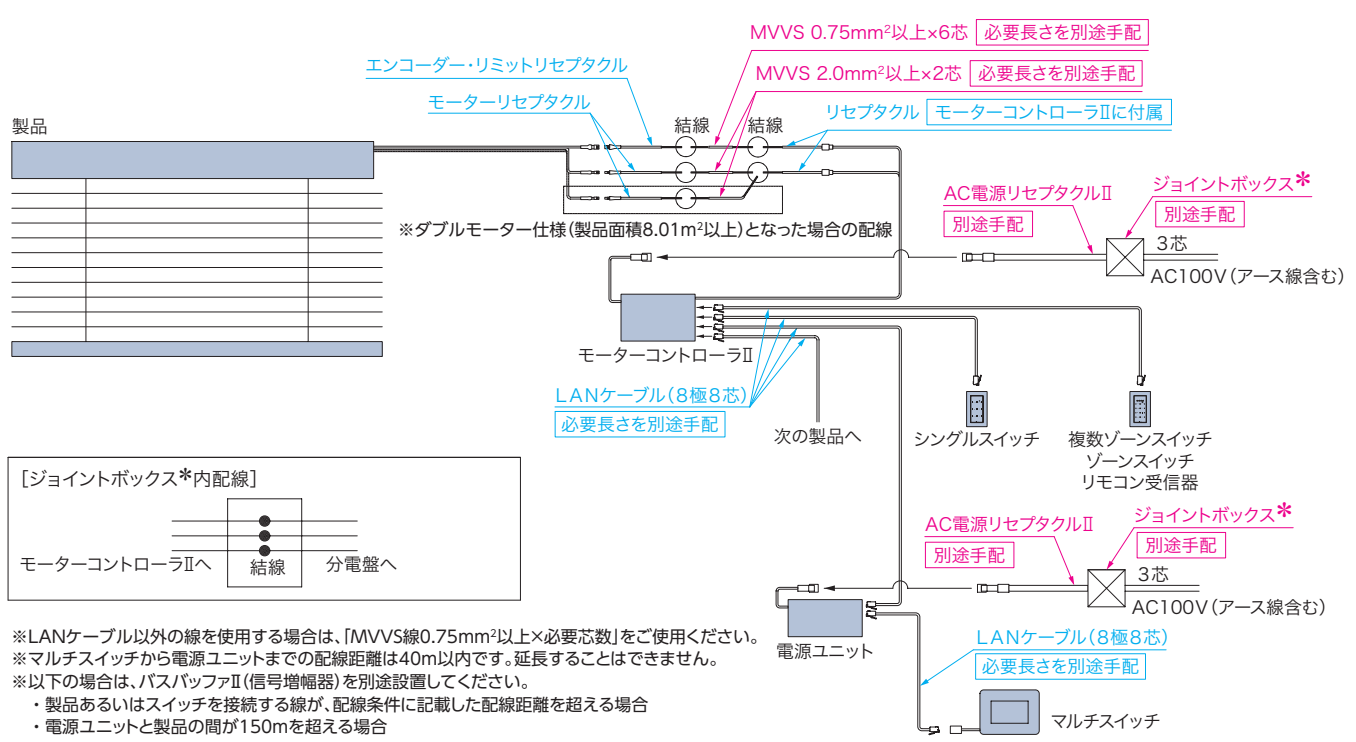 MVVS 0.75mm²以上×6芯 必要長さを別途手配
エンコーダー・リミットリセプタクル
MVVS 2.0mm²以上×2芯 必要長さを別途手配
モーターリセプタクル
リセプタクル モーターコントローラⅡに付属
製品
結線
結線
※ダブルモーター仕様(製品面積8.01m²以上)となった場合の配線
AC電源リセプタクルⅡ
別途手配
ジョイントボックス*
別途手配
3芯
AC100V(アース線含む)
モーターコントローラⅡ
LANケーブル(8極8芯)
必要長さを別途手配
次の製品へ
シングルスイッチ
複数ゾーンスイッチ
ゾーンスイッチ
リモコン受信器
[ジョイントボックス*内配線]
モーターコントローラⅡへ
結線
分電盤へ
AC電源リセプタクルⅡ
別途手配
ジョイントボックス*
別途手配
3芯
AC100V(アース線含む)
電源ユニット
LANケーブル(8極8芯)
必要長さを別途手配
マルチスイッチ
※LANケーブル以外の線を使用する場合は、「MVVS線0.75mm²以上×必要芯数」をご使用ください。
※マルチスイッチから電源ユニットまでの配線距離は40m以内です。延長することはできません。
※以下の場合は、バスバッファⅡ(信号増幅器)を別途設置してください。
・製品あるいはスイッチを接続する線が、配線条件に記載した配線距離を超える場合
・電源ユニットと製品の間が150mを超える場合